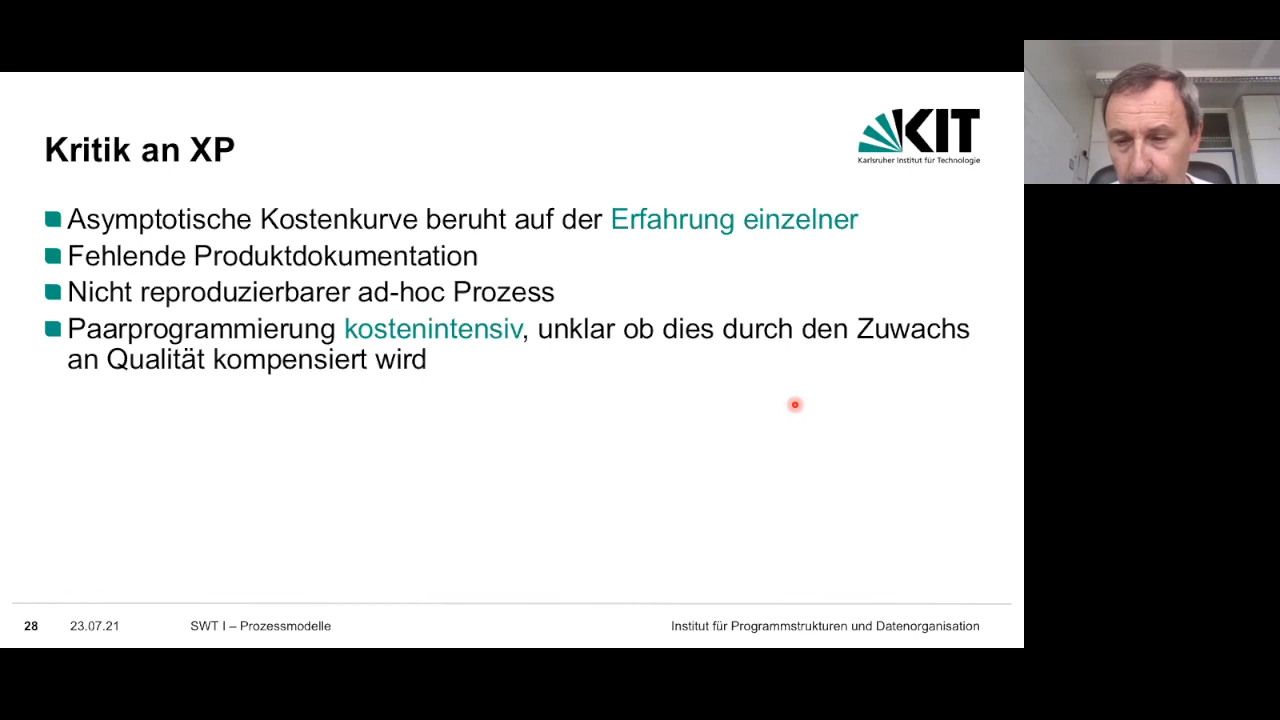 Kritik an XP
KIT
Karlsruher Institut für Technologie
Asymptotische Kostenkurve beruht auf der Erfahrung einzelner
Fehlende Produktdokumentation
Nicht reproduzierbarer ad-hoc Prozess
Paarprogrammierung kostenintensiv, unklar ob dies durch den Zuwachs
an Qualität kompensiert wird
28 23.07.21 SWT I – Prozessmodelle Institut für Programmstrukturen und Datenorganisation